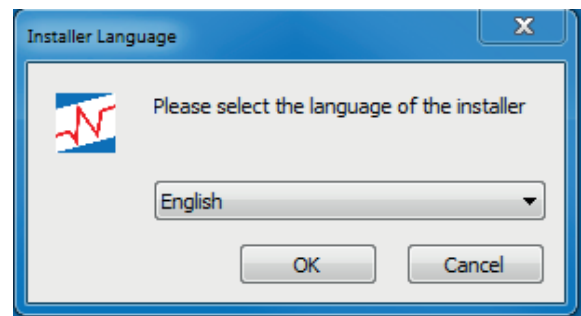 Installer Language
Please select the language of the installer
English
OK
Cancel